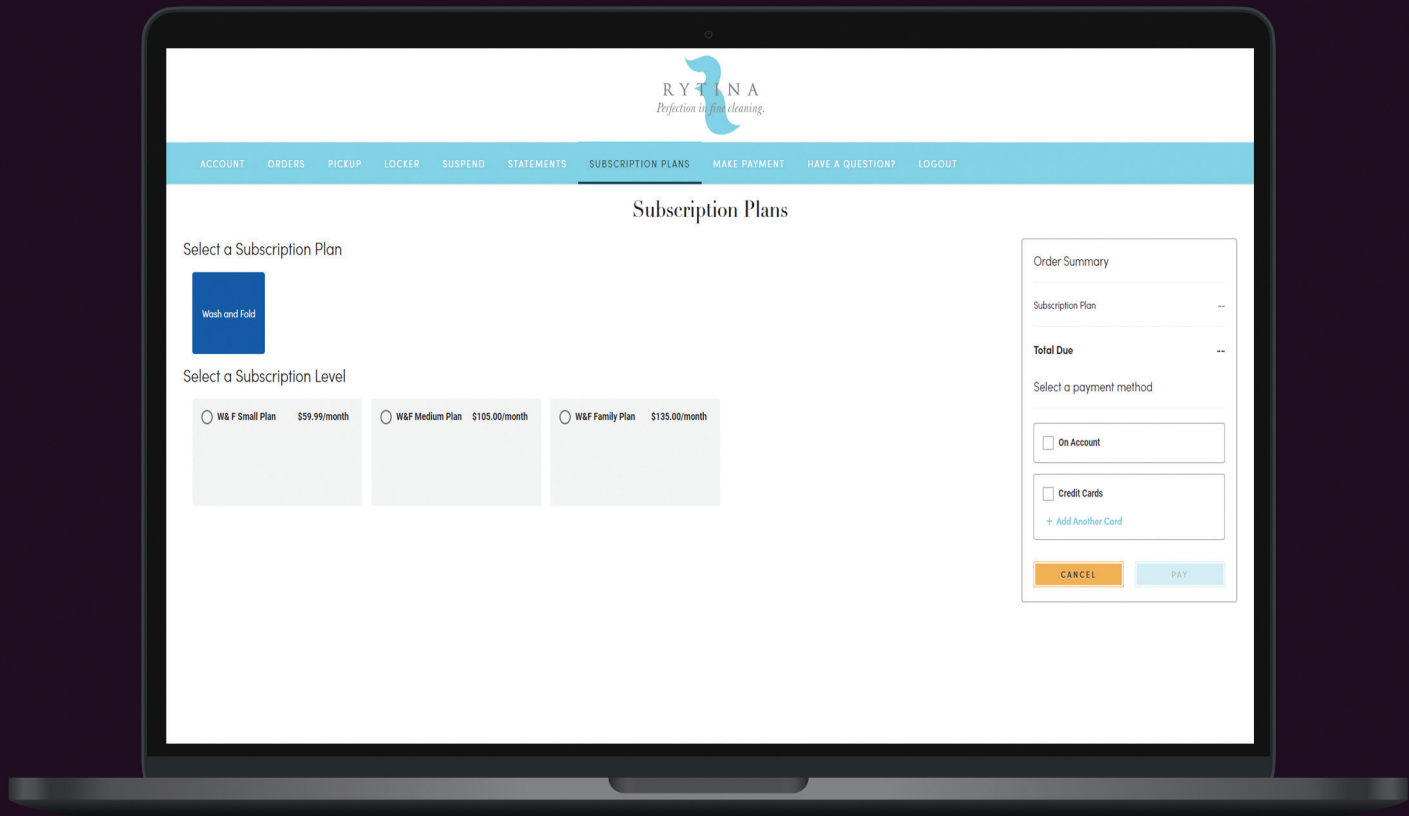 RYTINA
Perfection in fine cleaning.
ACCOUNT ORDERS PICKUP LOCKER SUSPEND STATEMENTS SUBSCRIPTION PLANS MAKE PAYMENT HAVE A QUESTION? LOGOUT
Subscription Plans
Select a Subscription Plan
Wash and Fold
Select a Subscription Level
W& F Small Plan $59.99/month
W&F Medium Plan $105.00/month
W&F Family Plan $135.00/month
Order Summary
Subscription Plan --
Total Due --
Select a payment method
On Account
Credit Cards
+ Add Another Card
CANCEL PAY